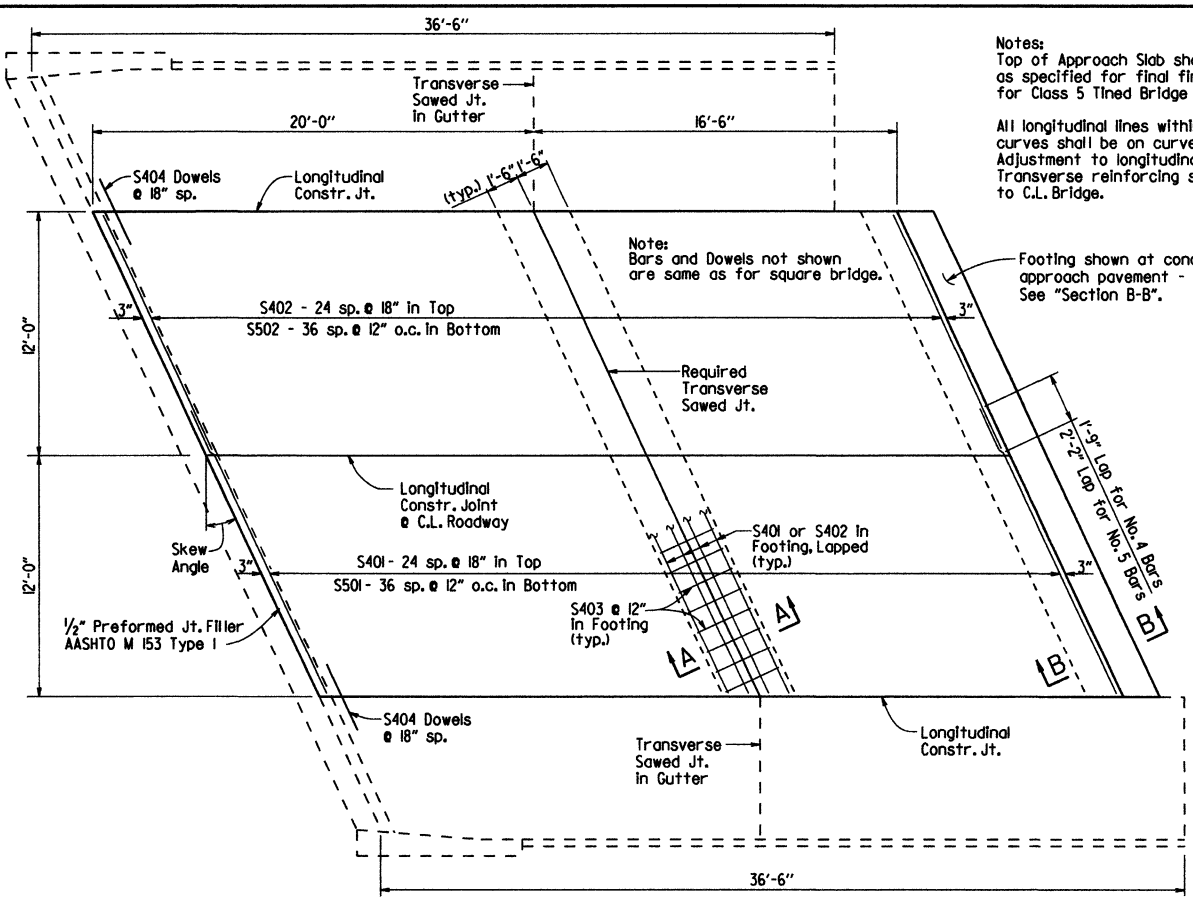 36'-6"
Notes:
Top of Approach Slab
as specified for final
for Class 5 Tined Bridge
All longitudinal lines
curves shall be on
Adjustment to
Transverse reinforcing
to C.L. Bridge.
Transverse
Sawed Jt.
in Gutter
20'-0"
16'-6"
S404 Dowels
@ 18" sp.
Longitudinal
Constr. Jt.
(typ.) 1'-6" 1'-6"
Note:
Bars and Dowels not shown
are same as for square bridge.
Footing shown at
approach pavement -
See "Section B-B".
3"
S402 - 24 sp. @ 18" in Top
S502 - 36 sp. @ 12" o.c. in Bottom
3"
12'-0"
Required
Transverse
Sawed Jt.
1'-9" Lap for No. 4 Bars
2'-2" Lap for No. 5 Bars
Longitudinal
Constr. Joint
@ C.L. Roadway
Skew
Angle
S401 or S402 in
Footing, Lapped
(typ.)
12'-0"
3"
S401 - 24 sp. @ 18" in Top
S501 - 36 sp. @ 12" o.c. in Bottom
3"
S403 @ 12"
in Footing
(typ.)
1/2" Preformed Jt. Filler
AASHTO M 153 Type 1
A
A
B
B
S404 Dowels
@ 18" sp.
Transverse
Sawed Jt.
in Gutter
Longitudinal
Constr. Jt.
36'-6"